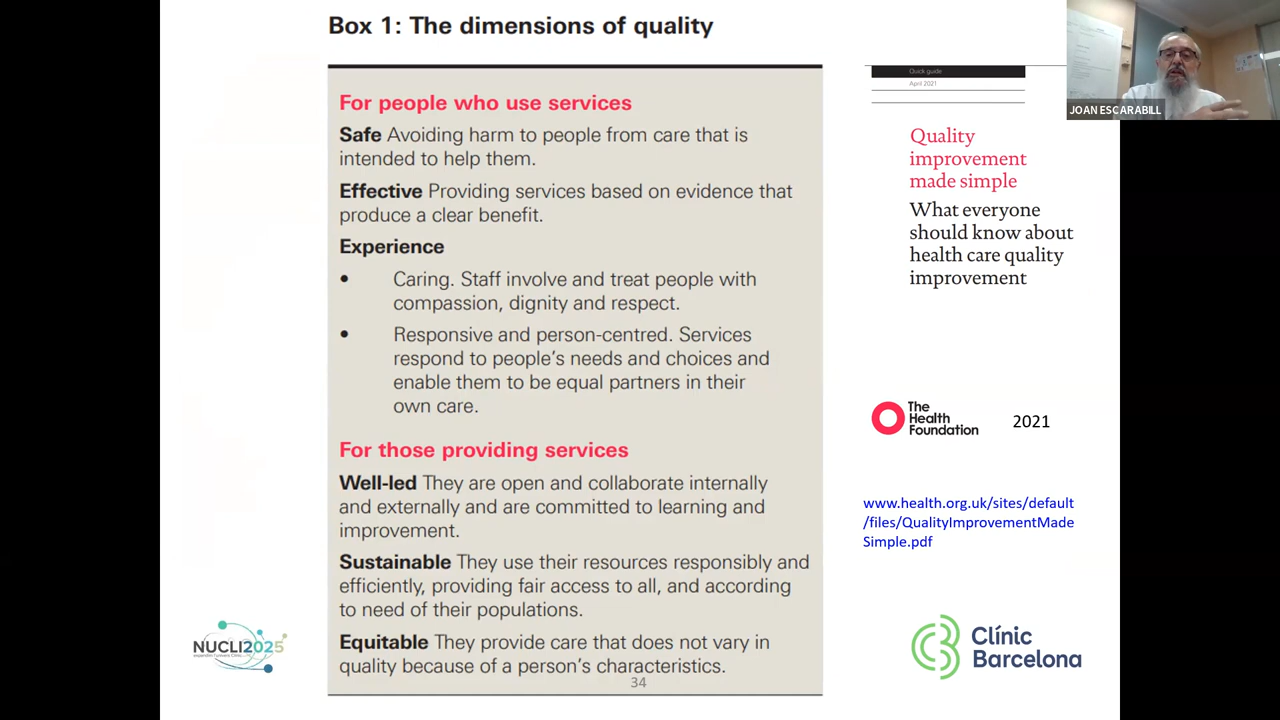 Box 1: The dimensions of quality
For people who use services
Safe Avoiding harm to people from care that is
intended to help them.
Effective Providing services based on evidence that
produce a clear benefit.
Experience
• Caring. Staff involve and treat people with
compassion, dignity and respect.
• Responsive and person-centred. Services
respond to people's needs and choices and
enable them to be equal partners in their
own care.
For those providing services
Well-led They are open and collaborate internally
and externally and are committed to learning and
improvement.
Sustainable They use their resources responsibly and
efficiently, providing fair access to all, and according
to need of their populations.
Equitable They provide care that does not vary in
quality because of a person's characteristics.
34
JOAN ESCARABILL
Quick guide
April 2021
Quality
improvement
made simple
What everyone
should know about
health care quality
improvement
The
Health
Foundation
2021
www.health.org.uk/sites/default
/files/QualityImprovementMade
Simple.pdf
NUCLI2025
Clínic
Barcelona